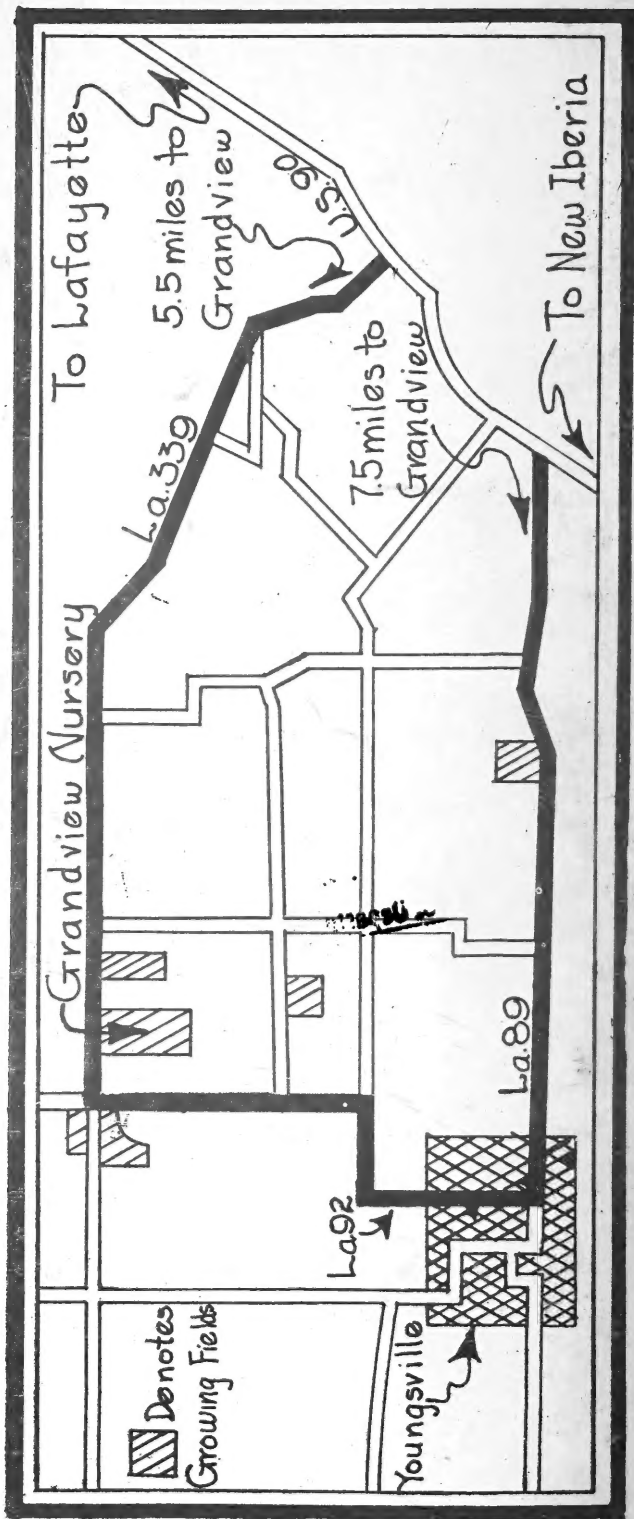 To Lafayette
5.5 miles to
Grandview
U.S. 90
La. 339
Grandview Nursery
7.5 miles to
Grandview
To New Iberia
La. 89
La. 92
Denotes
Growing Fields
Youngsville